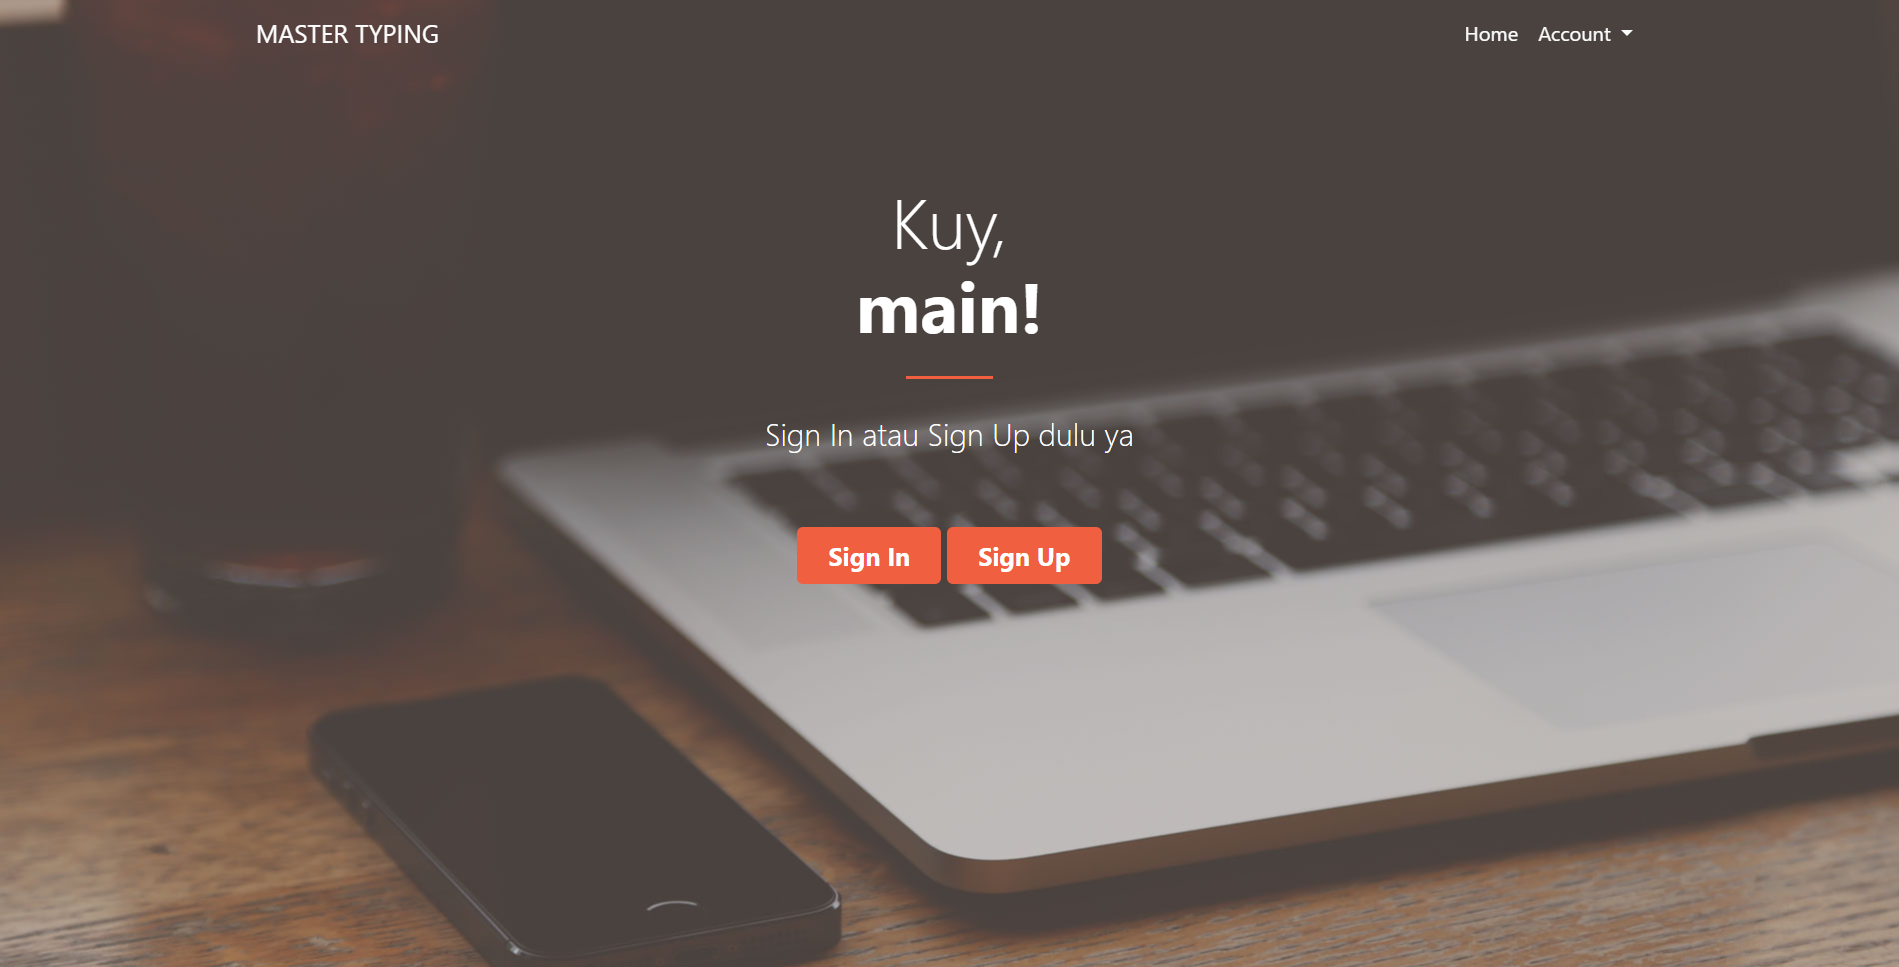 MASTER TYPING
Home Account
Kuy,
main!
Sign In atau Sign Up dulu ya
Sign In Sign Up